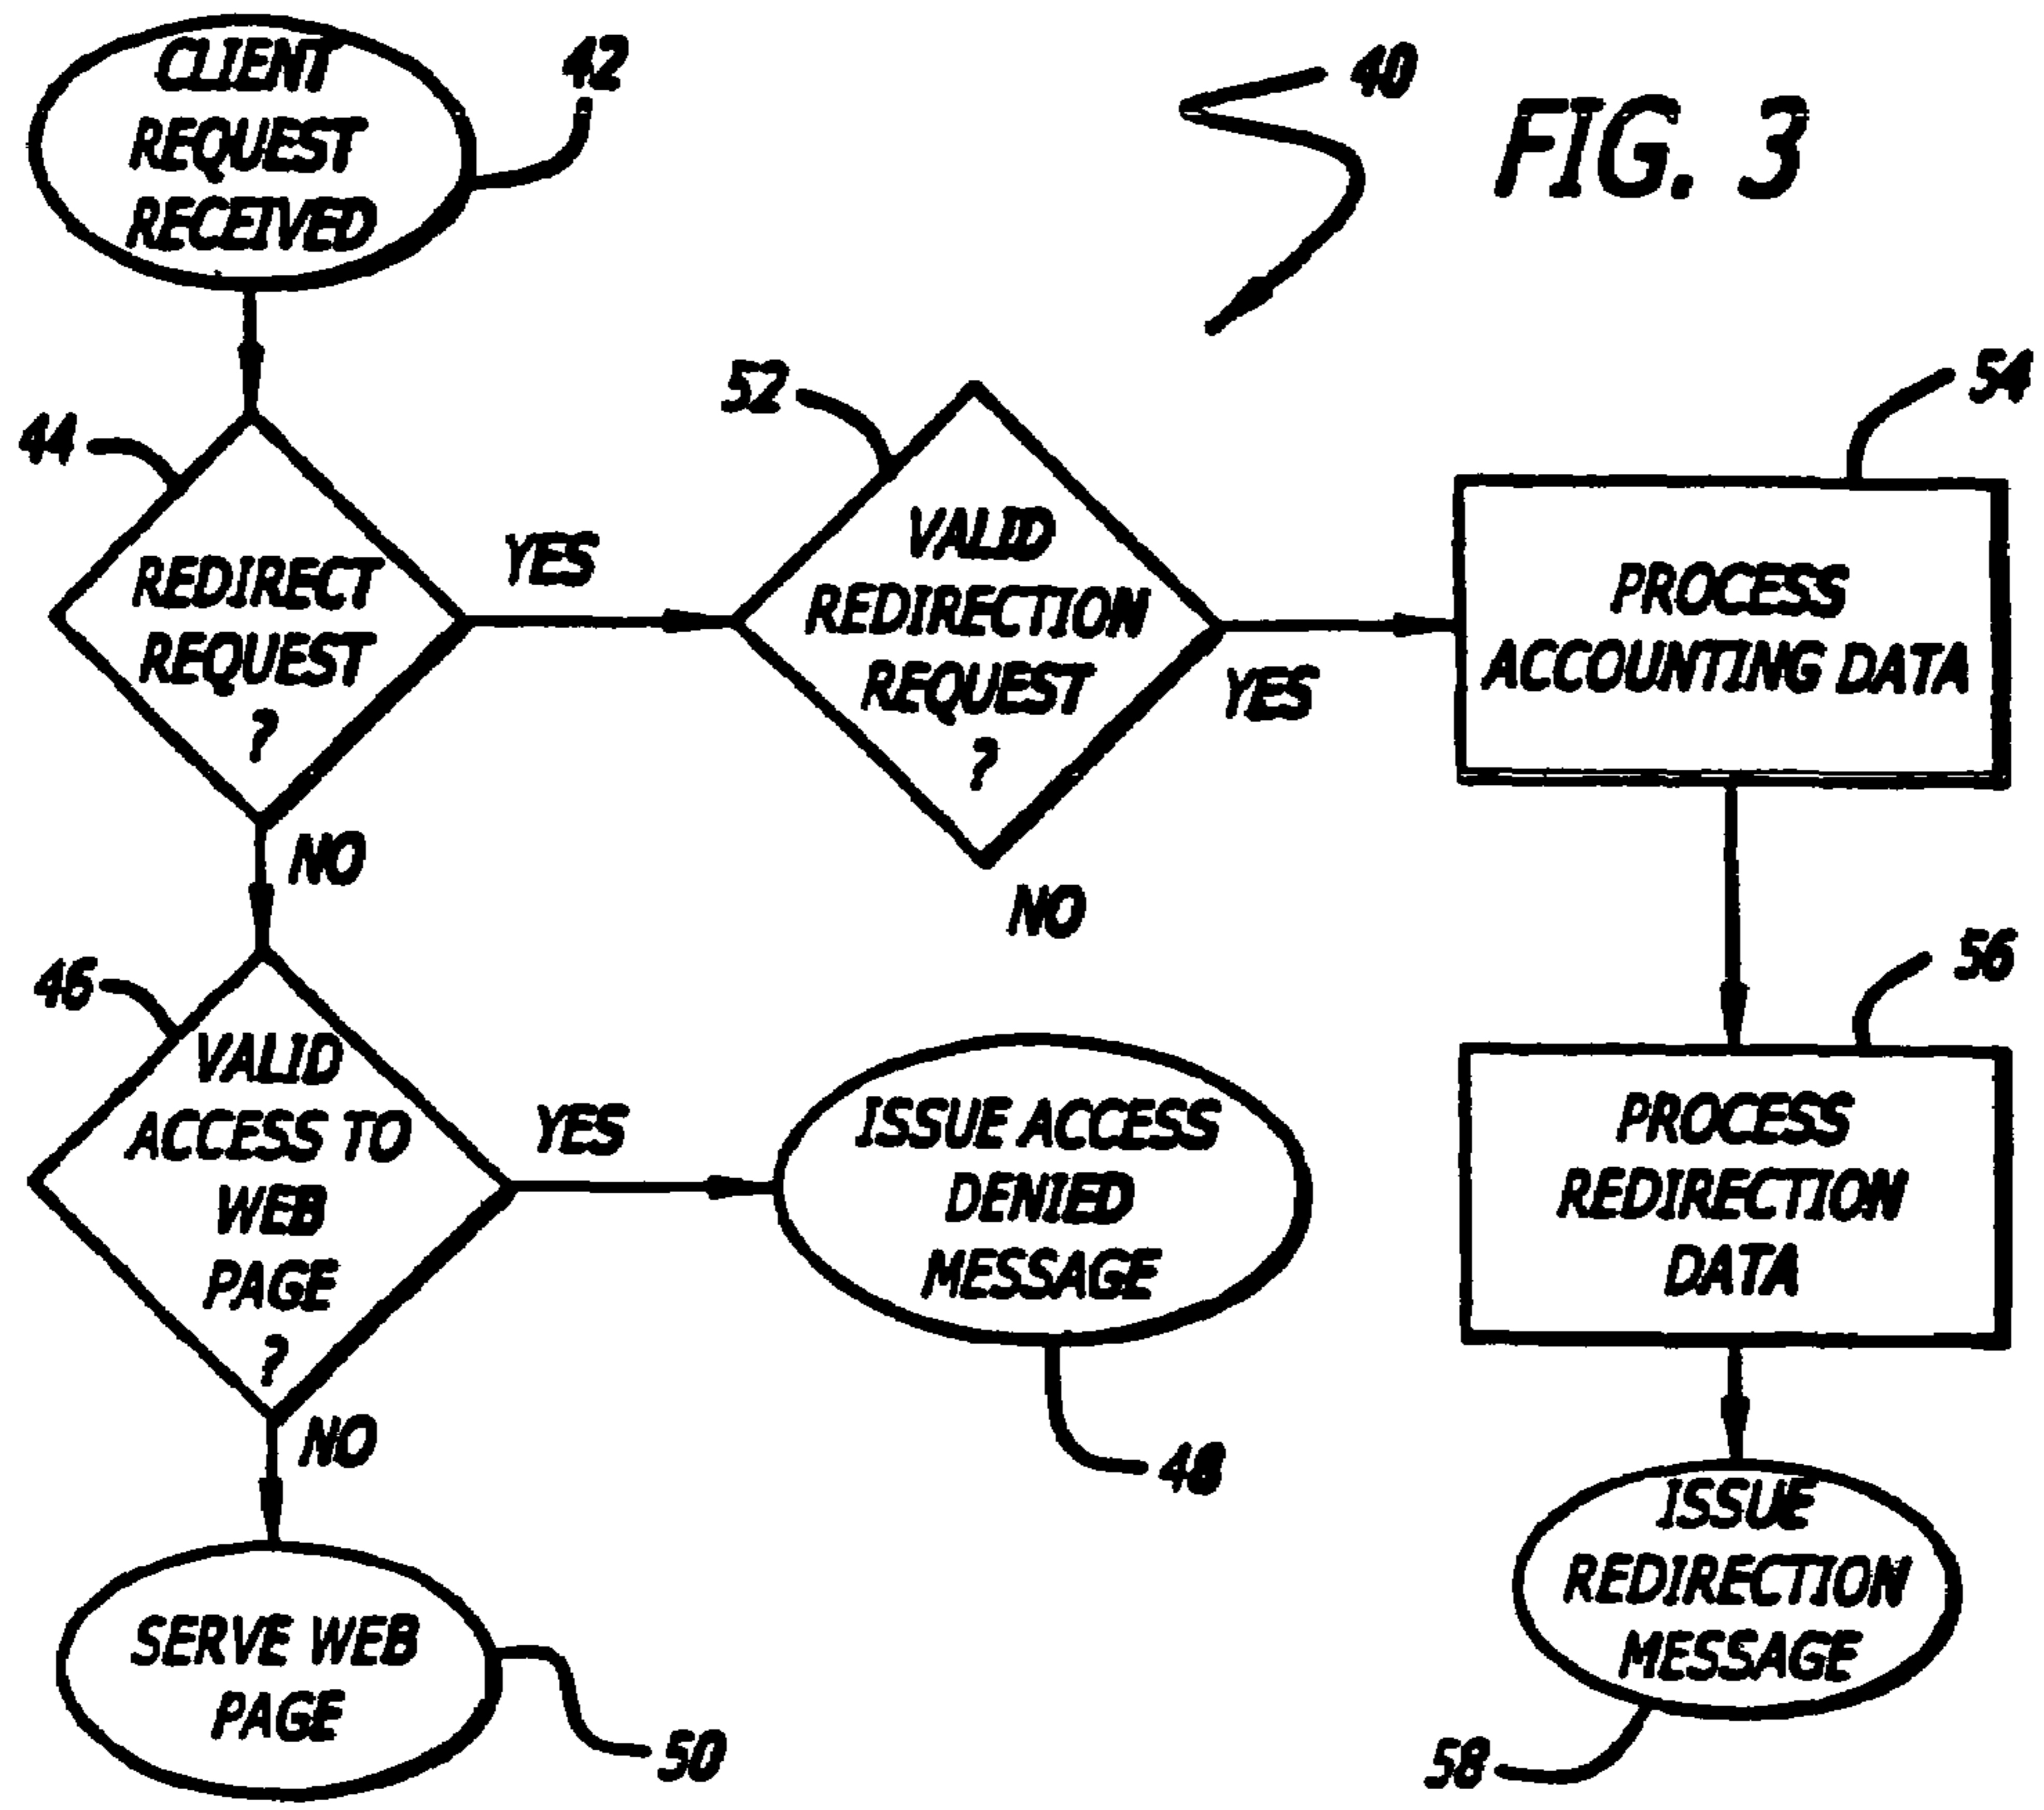 CLIENT
REQUEST
RECEIVED
42
40
FIG. 3
44
REDIRECT
REQUEST
?
YES
NO
52
VALID
REDIRECTION
REQUEST
?
YES
NO
54
PROCESS
ACCOUNTING DATA
46
VALID
ACCESS TO
WEB
PAGE
?
YES
NO
ISSUE ACCESS
DENIED
MESSAGE
48
56
PROCESS
REDIRECTION
DATA
SERVE WEB
PAGE
50
ISSUE
REDIRECTION
MESSAGE
58